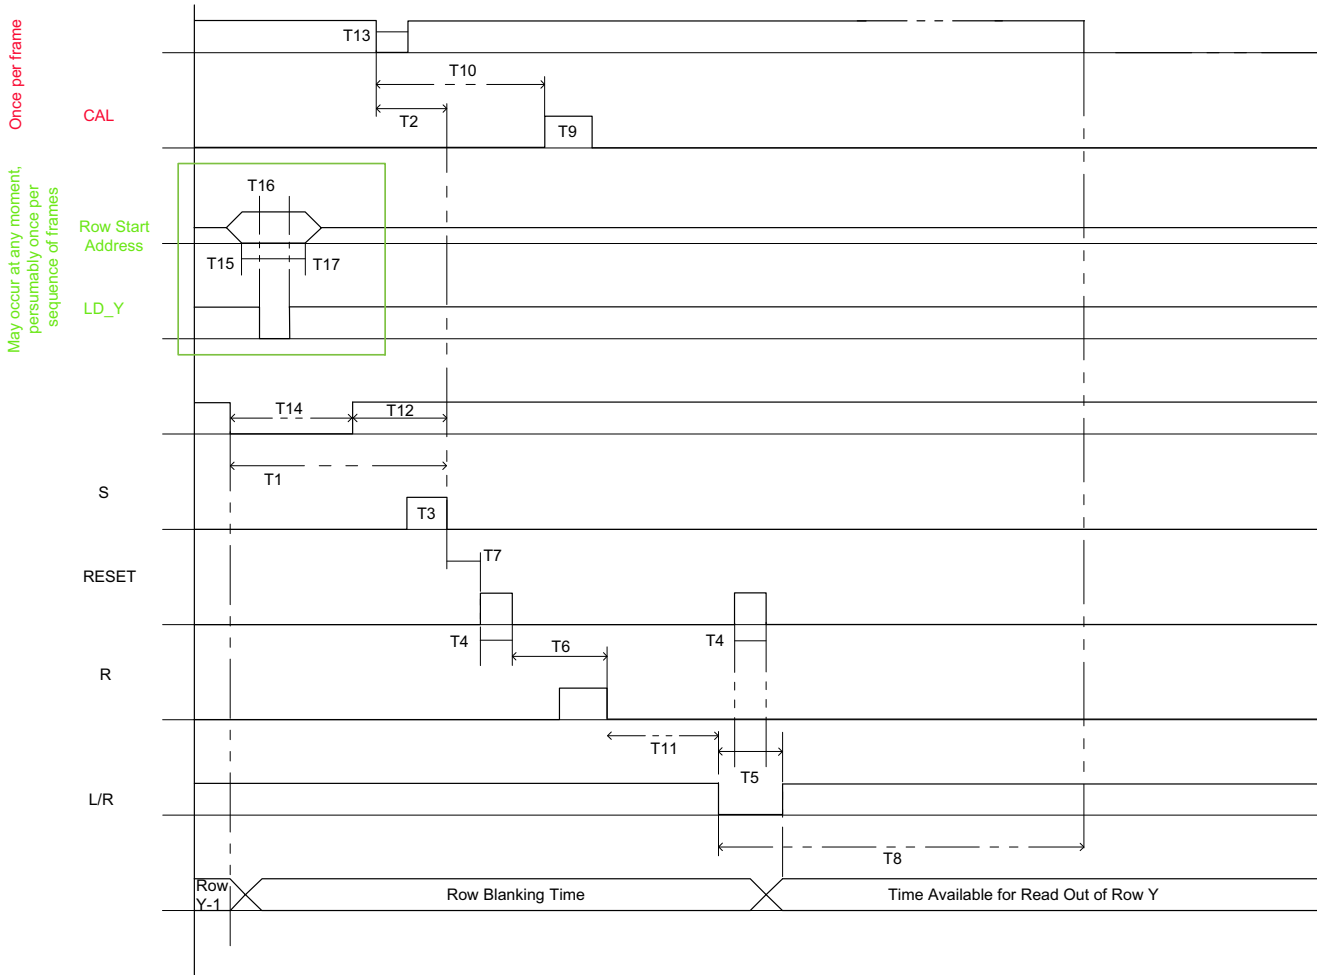 Once per frame
T13
T10
T2
CAL
T9
May occur at any moment,
persumably once per
sequence of frames
T16
Row Start
Address
T15
T17
LD_Y
T14
T12
T1
S
T3
T7
RESET
T4
T6
T4
R
T11
T5
L/R
T8
Row
Y-1
Row Blanking Time
Time Available for Read Out of Row Y